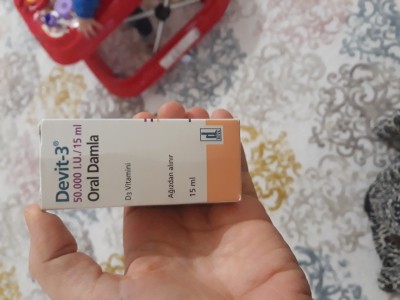 Devit-3®
50.000 I.U./15 ml
Oral Damla
D₃ Vitamini
Ağızdan alınır
15 ml